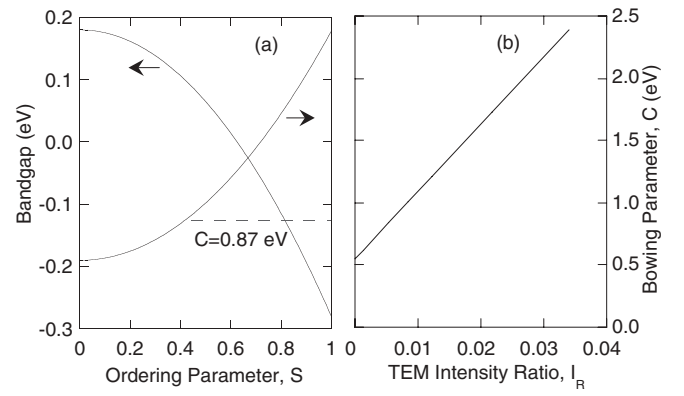 (a)
0.2
0.1
0.0
-0.1
-0.2
-0.3
Bandgap (eV)
C=0.87 eV
0 0.2 0.4 0.6 0.8 1
Ordering Parameter, S
(b)
2.5
2.0
1.5
1.0
0.5
0.0
Bowing Parameter, C (eV)
0 0.01 0.02 0.03 0.04
TEM Intensity Ratio, I_R